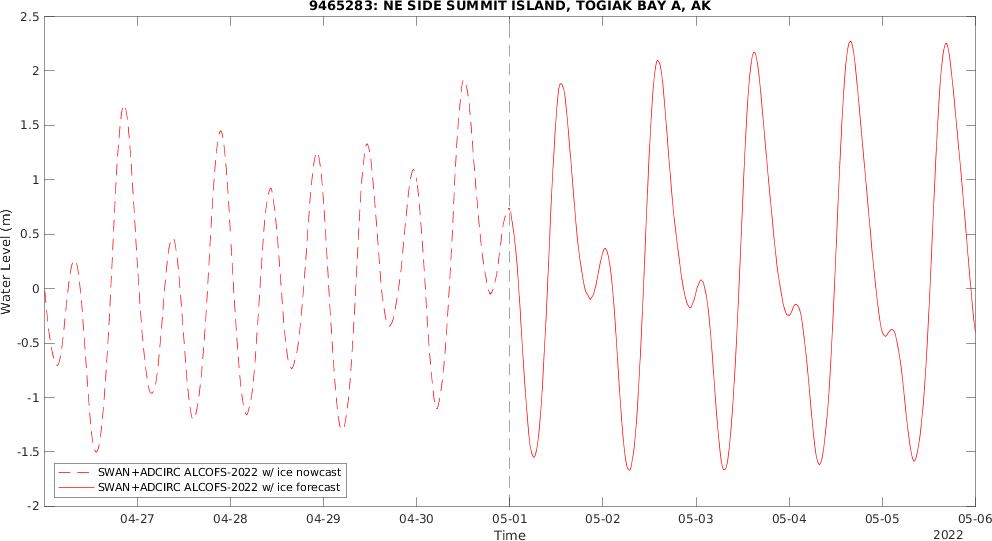 9465283: NE SIDE SUMMIT ISLAND, TOGIAK BAY A, AK
2.5
2
1.5
1
0.5
0
-0.5
-1
-1.5
-2
Water Level (m)
SWAN+ADCIRC ALCOFS-2022 w/ ice nowcast
SWAN+ADCIRC ALCOFS-2022 w/ ice forecast
04-27 04-28 04-29 04-30 05-01 05-02 05-03 05-04 05-05 05-06
Time
2022